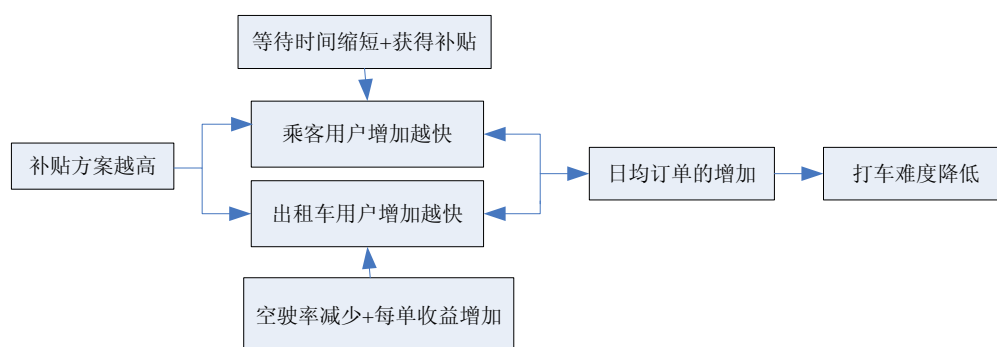 等待时间缩短+获得补贴
乘客用户增加越快
补贴方案越高
日均订单的增加
打车难度降低
出租车用户增加越快
空驶率减少+每单收益增加